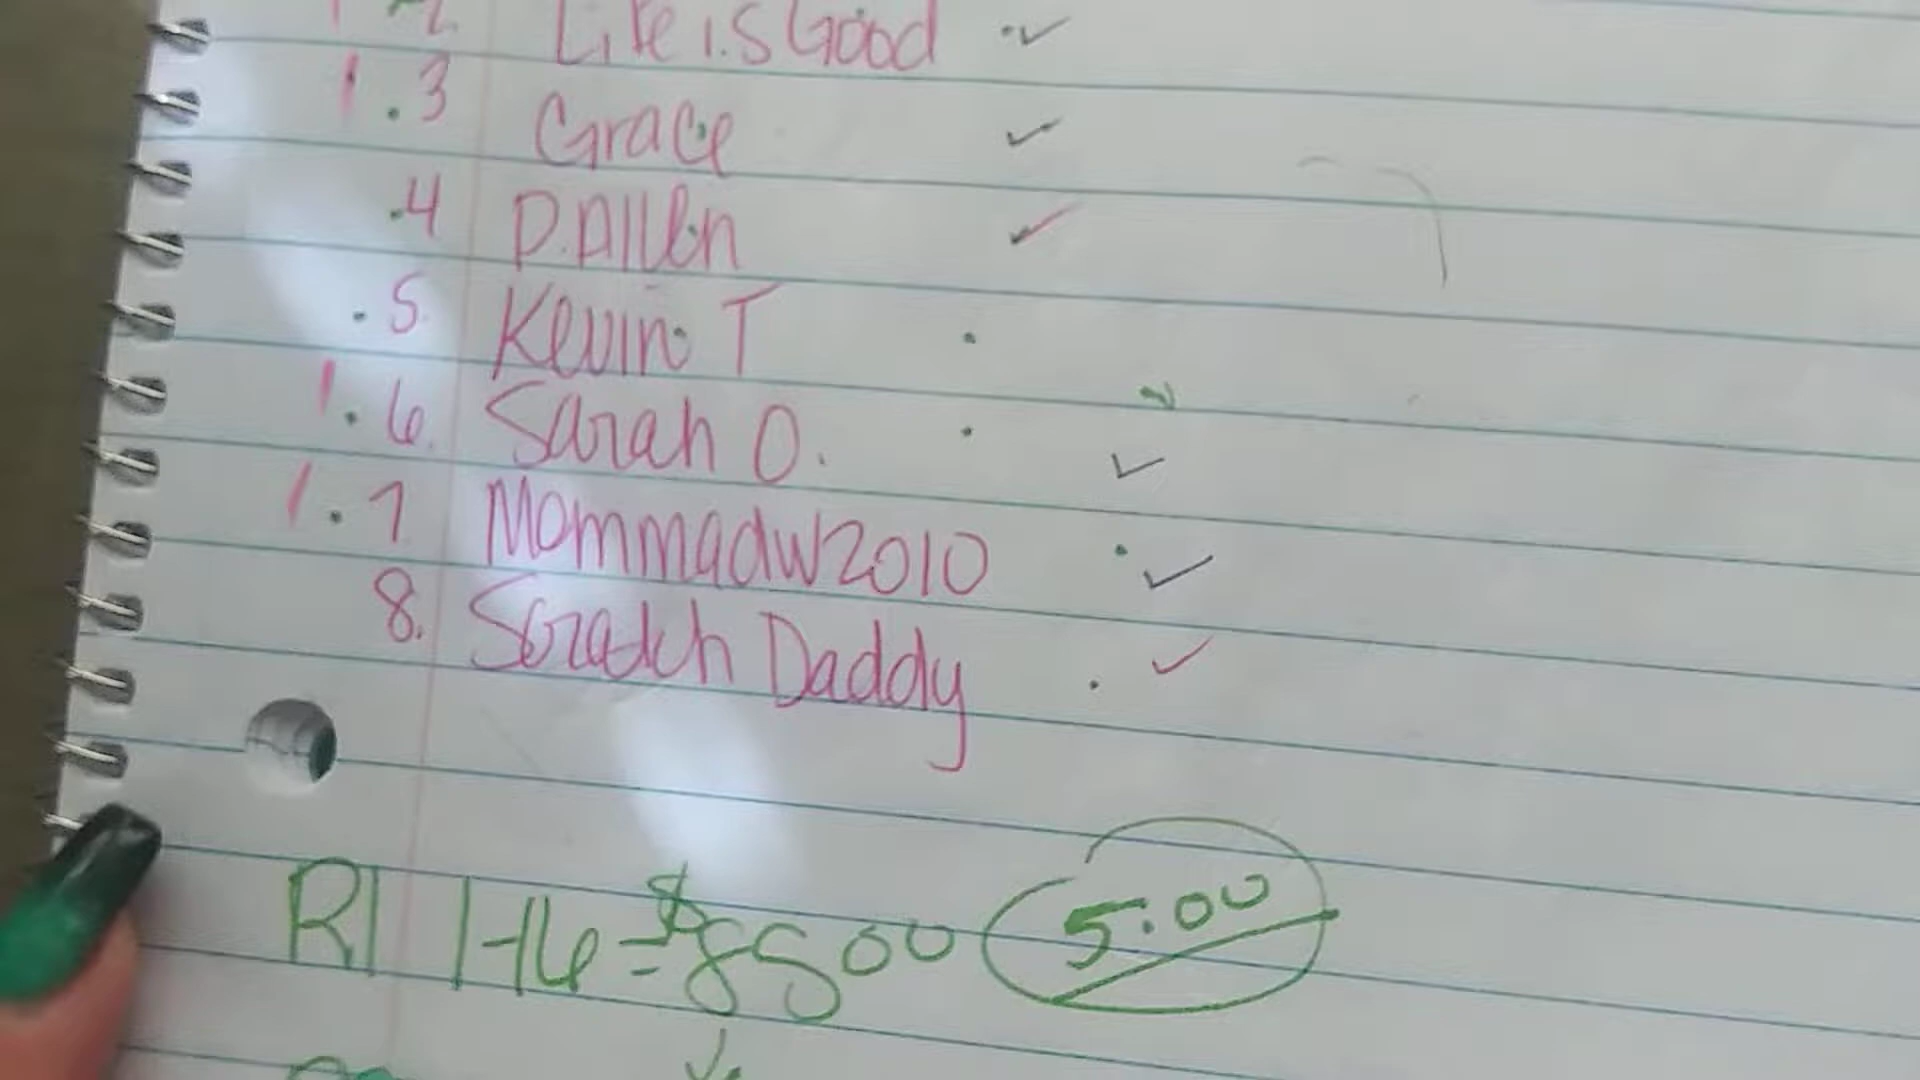 2. Life is Good ✓
1 . 3 Grace ✓
.4 D.Allen ✓
. 5. Kevin T .
1 . 6. Sarah O. . ✓
1 . 7 Mommadw2010 ✓
8. Scratch Daddy . ✓
R1 1-16 = $85 00 5.00